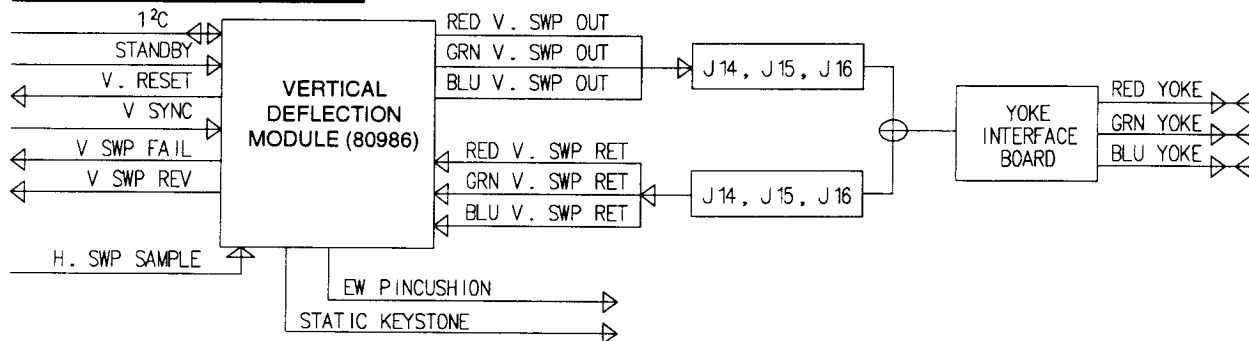 1²C
STANDBY
V. RESET
V SYNC
V SWP FAIL
V SWP REV
H. SWP SAMPLE
VERTICAL
DEFLECTION
MODULE (80986)
RED V. SWP OUT
GRN V. SWP OUT
BLU V. SWP OUT
RED V. SWP RET
GRN V. SWP RET
BLU V. SWP RET
EW PINCUSHION
STATIC KEYSTONE
J14, J15, J16
J14, J15, J16
YOKE
INTERFACE
BOARD
RED YOKE
GRN YOKE
BLU YOKE